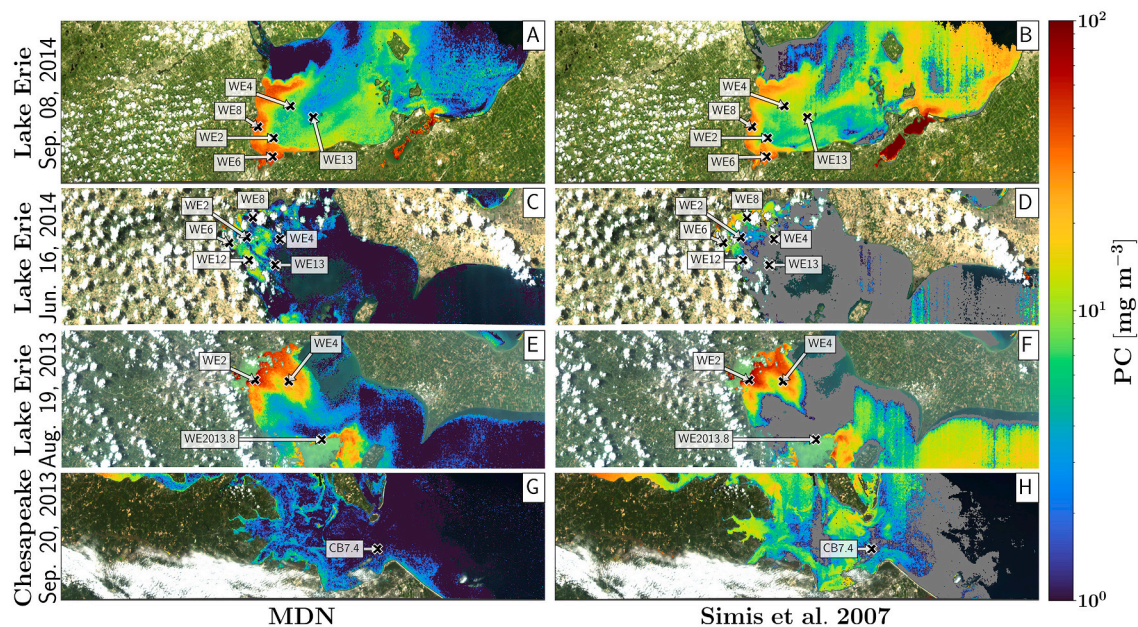 Lake Erie
Sep. 08, 2014
A
WE4
WE8
WE2
WE6
WE13
B
WE4
WE8
WE2
WE6
WE13
Lake Erie
Jun. 16, 2014
C
WE8
WE2
WE6
WE4
WE12
WE13
D
WE8
WE2
WE6
WE4
WE12
WE13
Lake Erie
Aug. 19, 2013
E
WE2
WE4
WE2013.8
F
WE2
WE4
WE2013.8
Chesapeake
Sep. 20, 2013
G
CB7.4
H
CB7.4
MDN
Simis et al. 2007
10²
10¹
10⁰
PC [mg m⁻³]